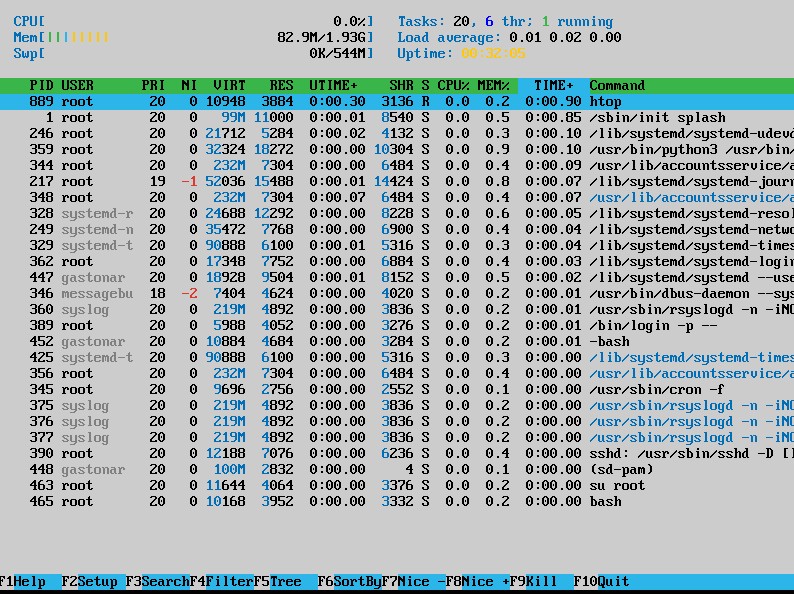 CPU[ 0.0%] Tasks: 20, 6 thr; 1 running
Mem[||||||||| 82.9M/1.93G] Load average: 0.01 0.02 0.00
Swp[ 0K/544M] Uptime: 00:32:05
PID USER PRI NI VIRT RES UTIME+ SHR S CPU% MEM% TIME+ Command
889 root 20 0 10948 3884 0:00.30 3136 R 0.0 0.2 0:00.90 htop
1 root 20 0 99M 11000 0:00.01 8540 S 0.0 0.5 0:00.85 /sbin/init splash
246 root 20 0 21712 5284 0:00.02 4132 S 0.0 0.3 0:00.10 /lib/systemd/systemd-udevd
359 root 20 0 32324 18272 0:00.00 10304 S 0.0 0.9 0:00.10 /usr/bin/python3 /usr/bin/
344 root 20 0 232M 7304 0:00.00 6484 S 0.0 0.4 0:00.09 /usr/lib/accountsservice/a
217 root 19 -1 52036 15488 0:00.01 14424 S 0.0 0.8 0:00.07 /lib/systemd/systemd-journ
348 root 20 0 232M 7304 0:00.07 6484 S 0.0 0.4 0:00.07 /usr/lib/accountsservice/a
328 systemd-r 20 0 24688 12292 0:00.00 8228 S 0.0 0.6 0:00.05 /lib/systemd/systemd-resol
249 systemd-n 20 0 35472 7768 0:00.00 6900 S 0.0 0.4 0:00.04 /lib/systemd/systemd-netwo
329 systemd-t 20 0 90888 6100 0:00.01 5316 S 0.0 0.3 0:00.04 /lib/systemd/systemd-times
362 root 20 0 17348 7752 0:00.00 6884 S 0.0 0.4 0:00.03 /lib/systemd/systemd-login
447 gastonar 20 0 18928 9504 0:00.01 8152 S 0.0 0.5 0:00.02 /lib/systemd/systemd --use
346 messagebu 18 -2 7404 4624 0:00.00 4020 S 0.0 0.2 0:00.01 /usr/bin/dbus-daemon --sys
360 syslog 20 0 219M 4892 0:00.00 3836 S 0.0 0.2 0:00.01 /usr/sbin/rsyslogd -n -iNO
389 root 20 0 5988 4052 0:00.00 3276 S 0.0 0.2 0:00.01 /bin/login -p --
452 gastonar 20 0 10884 4684 0:00.00 3284 S 0.0 0.2 0:00.01 -bash
425 systemd-t 20 0 90888 6100 0:00.00 5316 S 0.0 0.3 0:00.00 /lib/systemd/systemd-times
356 root 20 0 232M 7304 0:00.00 6484 S 0.0 0.4 0:00.00 /usr/lib/accountsservice/a
345 root 20 0 9696 2756 0:00.00 2552 S 0.0 0.1 0:00.00 /usr/sbin/cron -f
375 syslog 20 0 219M 4892 0:00.00 3836 S 0.0 0.2 0:00.00 /usr/sbin/rsyslogd -n -iNO
376 syslog 20 0 219M 4892 0:00.00 3836 S 0.0 0.2 0:00.00 /usr/sbin/rsyslogd -n -iNO
377 syslog 20 0 219M 4892 0:00.00 3836 S 0.0 0.2 0:00.00 /usr/sbin/rsyslogd -n -iNO
390 root 20 0 12188 7076 0:00.00 6236 S 0.0 0.4 0:00.00 sshd: /usr/sbin/sshd -D [l
448 gastonar 20 0 100M 2832 0:00.00 4 S 0.0 0.1 0:00.00 (sd-pam)
463 root 20 0 11644 4064 0:00.00 3376 S 0.0 0.2 0:00.00 su root
465 root 20 0 10168 3952 0:00.00 3332 S 0.0 0.2 0:00.00 bash
F1Help F2Setup F3SearchF4FilterF5Tree F6SortByF7Nice -F8Nice +F9Kill F10Quit